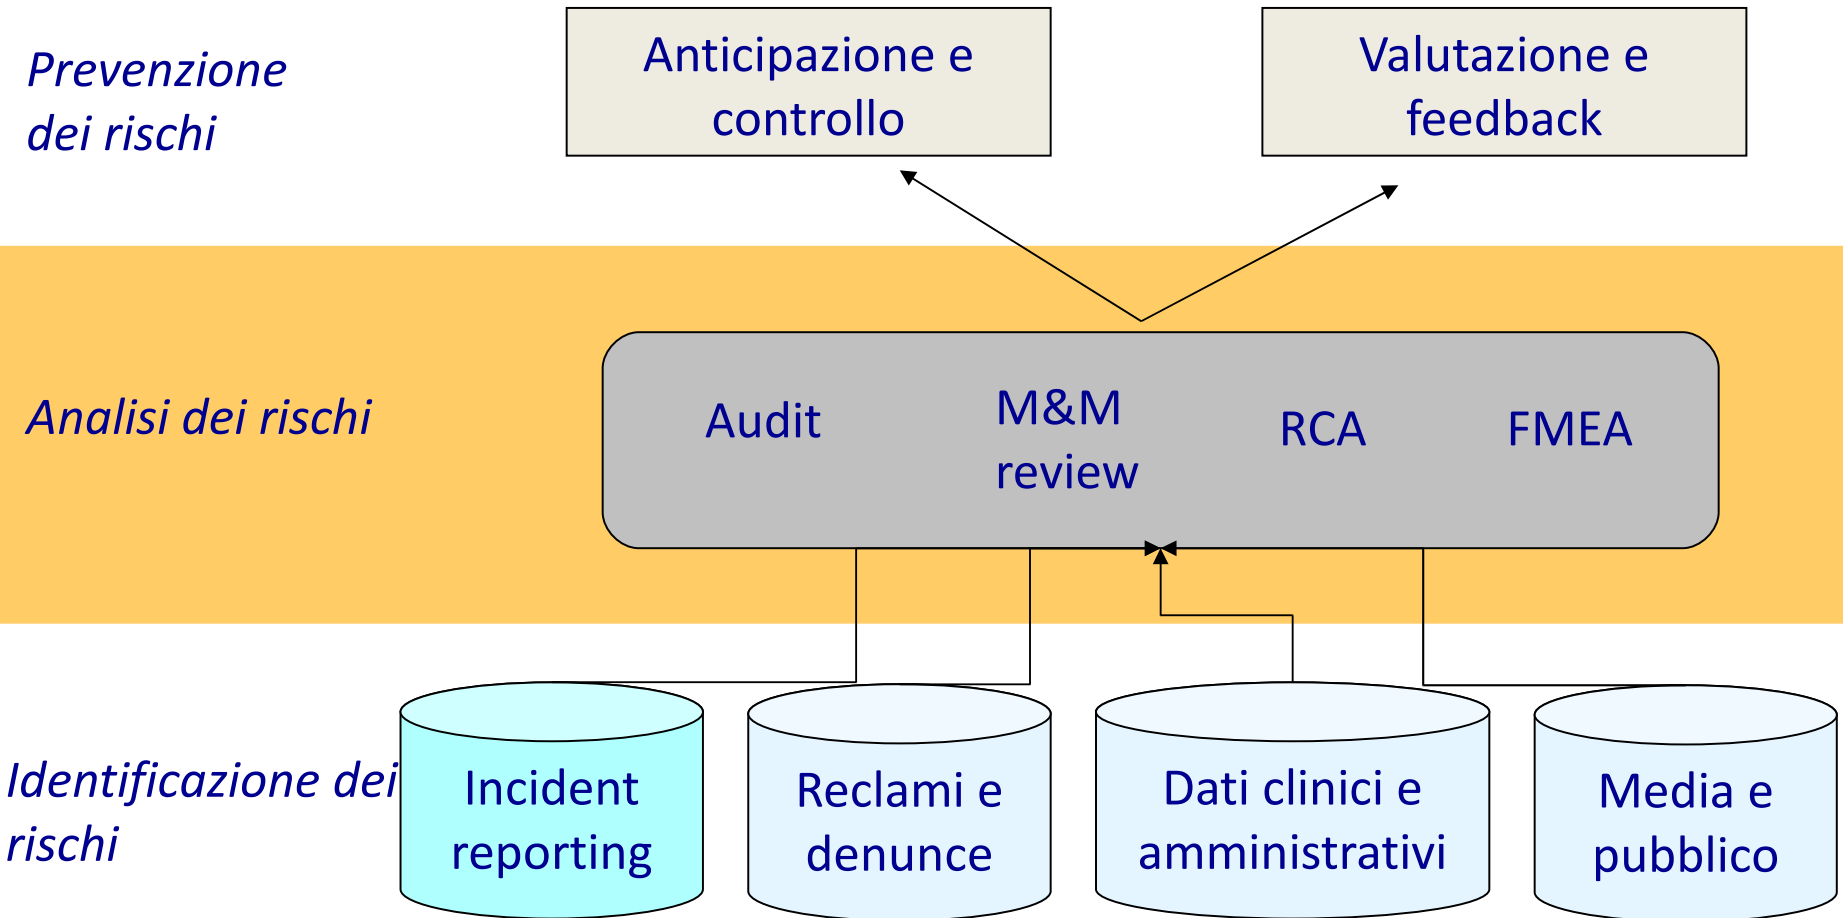 Prevenzione
dei rischi
Anticipazione e
controllo
Valutazione e
feedback
Analisi dei rischi
Audit
M&M
review
RCA
FMEA
Identificazione dei
rischi
Incident
reporting
Reclami e
denunce
Dati clinici e
amministrativi
Media e
pubblico